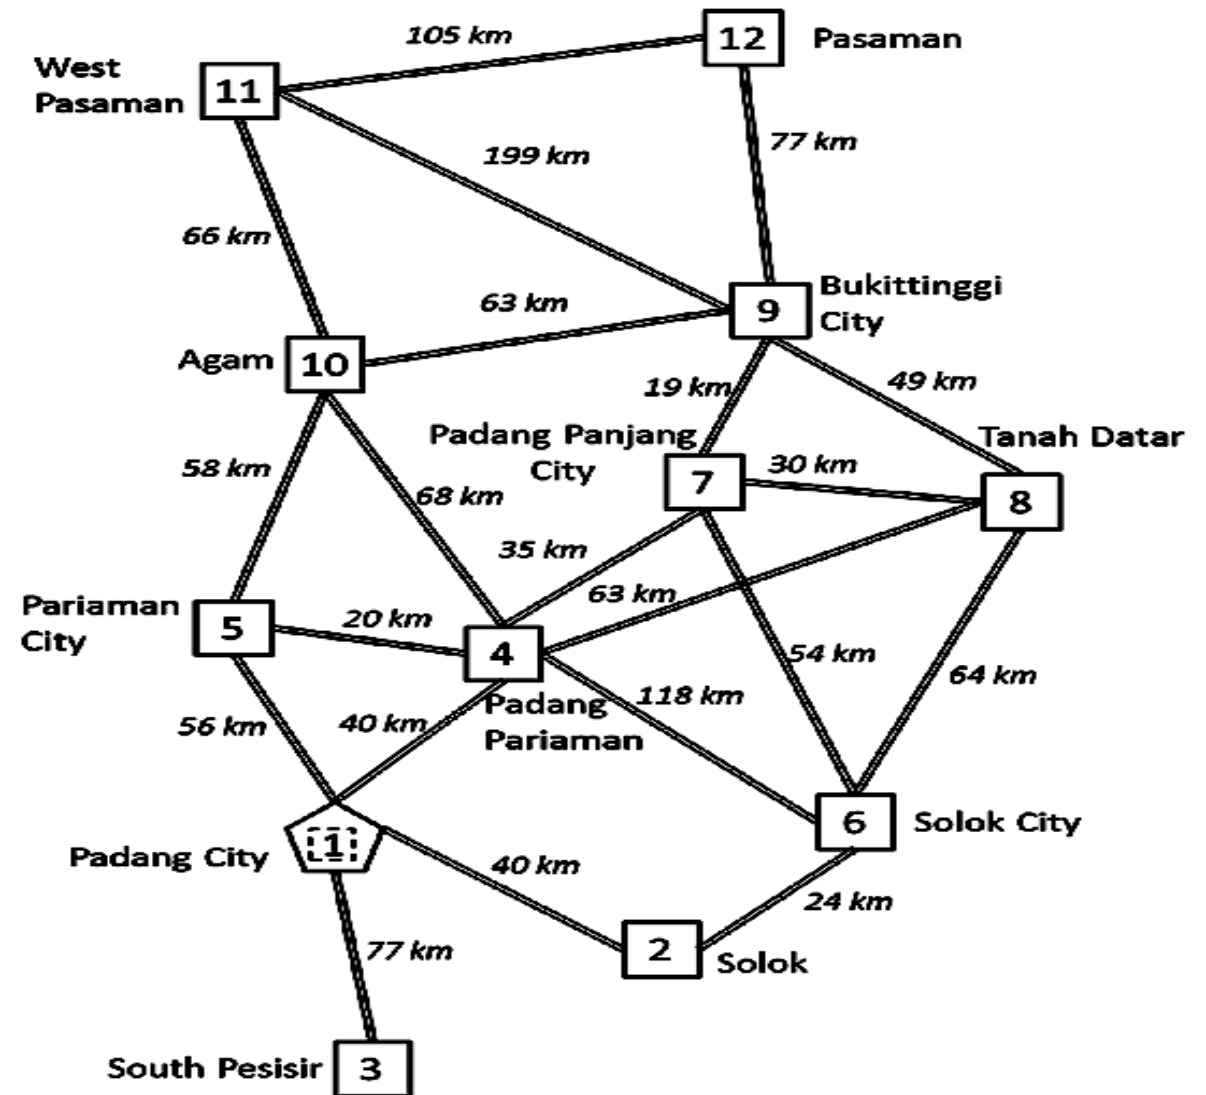 105 km
12
Pasaman
West
Pasaman
11
77 km
199 km
66 km
63 km
9
Bukittinggi
City
Agam
10
19 km
49 km
Padang Panjang
City
Tanah Datar
58 km
68 km
7
30 km
8
35 km
63 km
Pariaman
City
5
20 km
4
54 km
64 km
118 km
56 km
40 km
Padang
Pariaman
6
Solok City
Padang City
1
40 km
24 km
77 km
2
Solok
South Pesisir
3